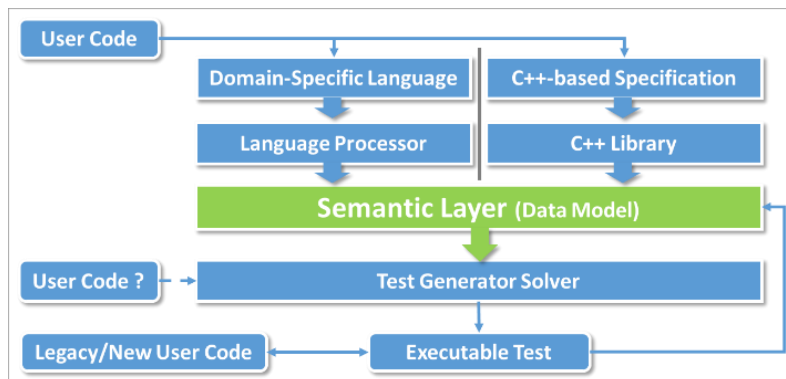 User Code
Domain-Specific Language
C++-based Specification
Language Processor
C++ Library
Semantic Layer (Data Model)
User Code ?
Test Generator Solver
Legacy/New User Code
Executable Test